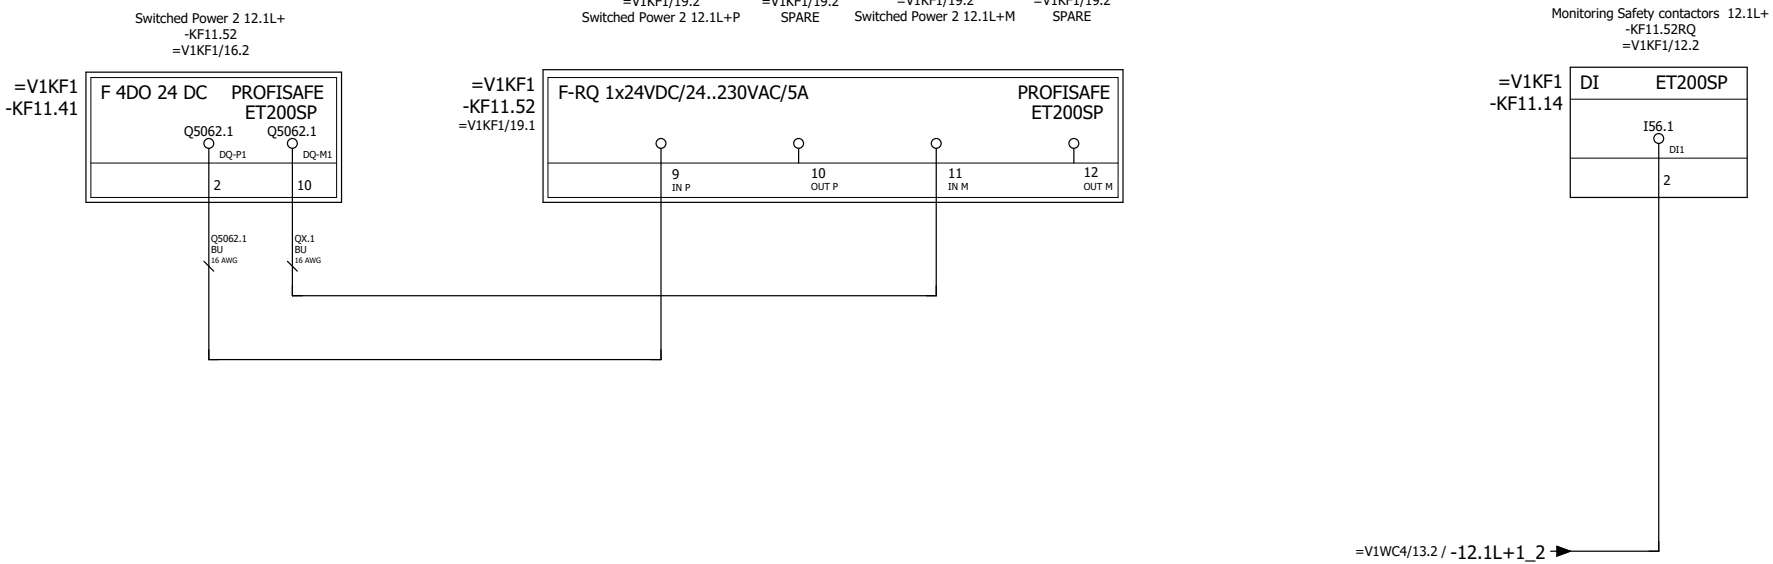 Switched Power 2 12.1L+
-KF11.52
=V1KF1/16.2
=V1KF1
-KF11.41
F 4DO 24 DC PROFISAFE
ET200SP
Q5062.1 Q5062.1
DQ-P1 DQ-M1
2 10
Q5062.1
BU
16 AWG
QX.1
BU
16 AWG
=V1KF1/19.2 =V1KF1/19.2 =V1KF1/19.2 =V1KF1/19.2
Switched Power 2 12.1L+P SPARE Switched Power 2 12.1L+M SPARE
=V1KF1
-KF11.52
=V1KF1/19.1
F-RQ 1x24VDC/24..230VAC/5A PROFISAFE
ET200SP
9 10 11 12
IN P OUT P IN M OUT M
Monitoring Safety contactors 12.1L+
-KF11.52RQ
=V1KF1/12.2
=V1KF1
-KF11.14
DI ET200SP
I56.1
DI1
2
=V1WC4/13.2 / -12.1L+1_2